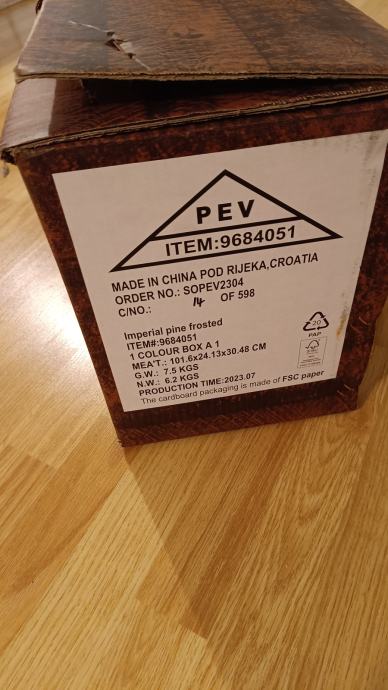 PEV
ITEM:9684051
MADE IN CHINA POD RIJEKA,CROATIA
ORDER NO.: SOPEV2304
C/NO.: 14 OF 598
Imperial pine frosted
ITEM#:9684051
1 COLOUR BOX A 1
MEA'T.: 101.6x24.13x30.48 CM
G.W.: 7.5 KGS
N.W.: 6.2 KGS
PRODUCTION TIME:2023.07
The cardboard packaging is made of FSC paper
20
PAP
FSC